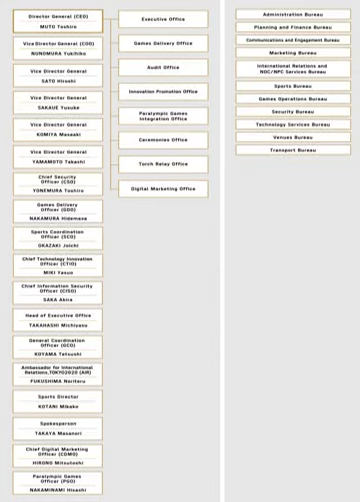 Director General (CEO)
MUTO Toshiro
Vice Director General (COO)
NUNOMURA Yukihiko
Vice Director General
SATO Hiroshi
Vice Director General
SAKAUE Yusuke
Vice Director General
KOMIYA Masaaki
Vice Director General
YAMAMOTO Takashi
Chief Security
Officer (CSO)
YONEMURA Toshiro
Games Delivery
Officer (GDO)
NAKAMURA Hidemasa
Sports Coordination
Officer (SCO)
OKAZAKI Joichi
Chief Technology Innovation
Officer (CTIO)
MIKI Yasuo
Chief Information Security
Officer (CISO)
SAKA Akira
Head of Executive Office
TAKAHASHI Michiyasu
General Coordination
Officer (GCO)
KOYAMA Tetsushi
Ambassador for International
Relations,TOKYO2020 (AIR)
FUKUSHIMA Noriteru
Sports Director
KOTANI Mikako
Spokesperson
TAKAYA Masanori
Chief Digital Marketing
Officer (CDMO)
HIRONO Mitsutoshi
Paralympic Games
Officer (PGO)
NAKAMINAMI Hisashi
Executive Office
Games Delivery Office
Audit Office
Innovation Promotion Office
Paralympic Games
Integration Office
Ceremonies Office
Torch Relay Office
Digital Marketing Office
Administration Bureau
Planning and Finance Bureau
Communications and Engagement Bureau
Marketing Bureau
International Relations and
NOC/NPC Services Bureau
Sports Bureau
Games Operations Bureau
Security Bureau
Technology Services Bureau
Venues Bureau
Transport Bureau